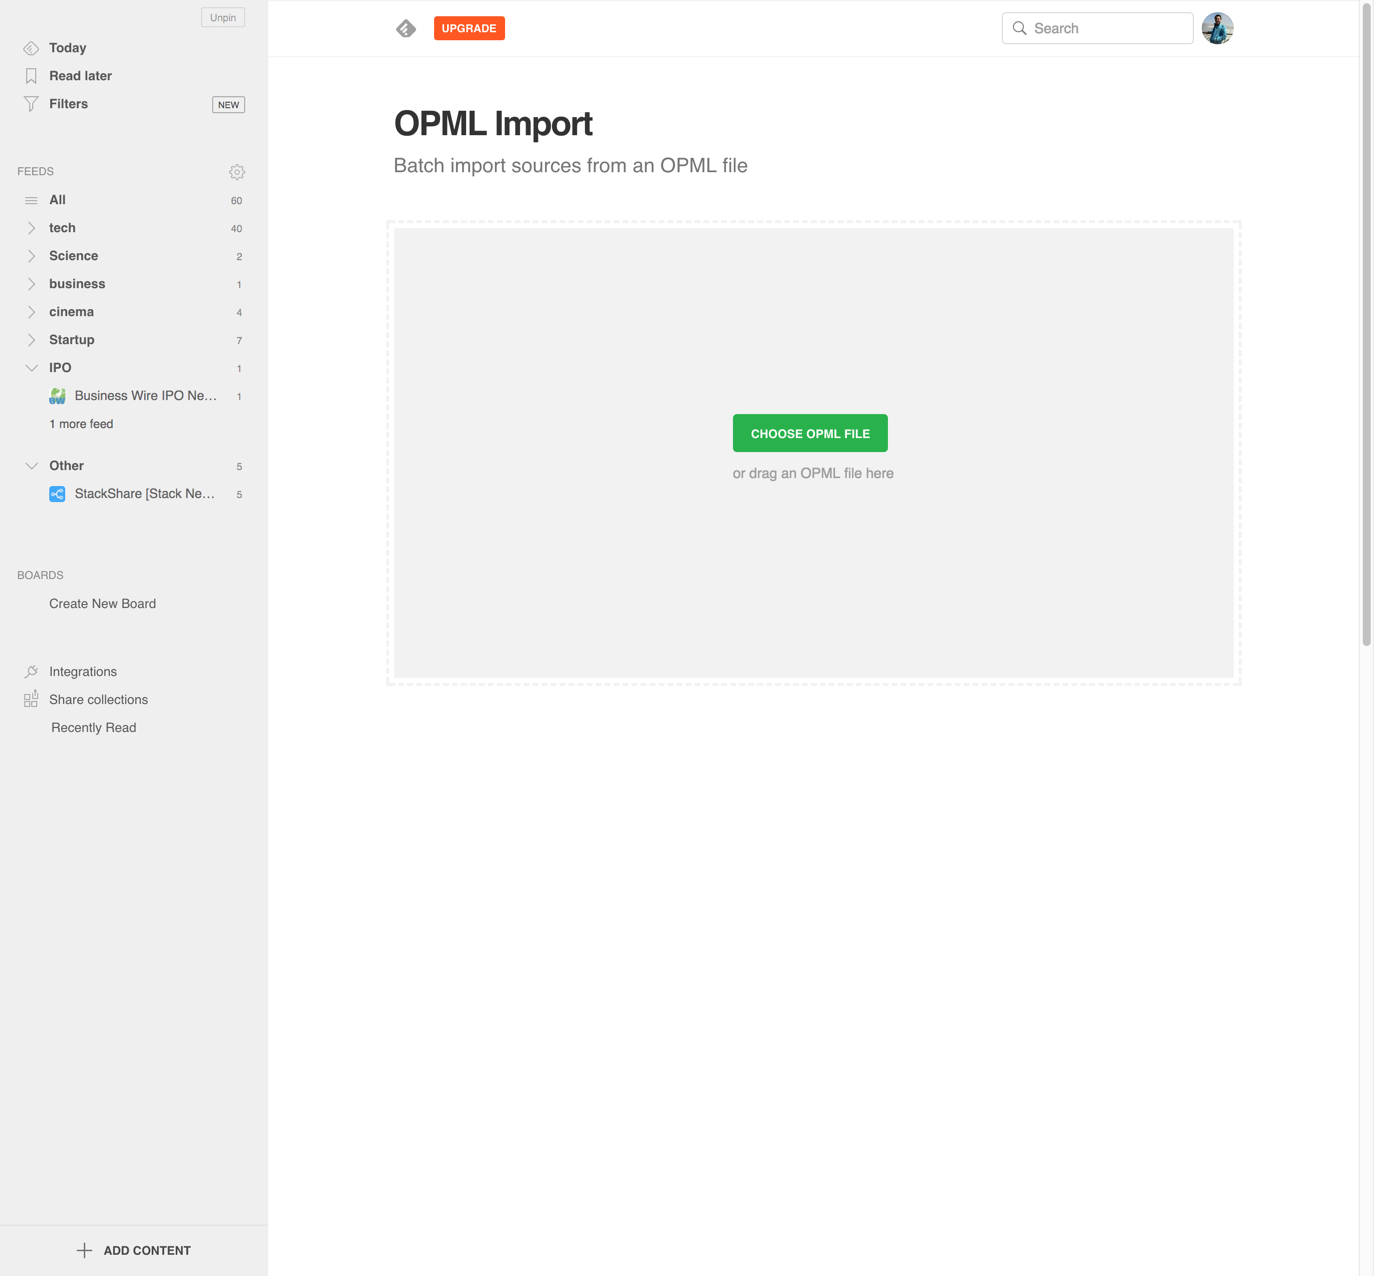 Unpin
Today
Read later
Filters NEW
FEEDS
All 60
tech 40
Science 2
business 1
cinema 4
Startup 7
IPO 1
Business Wire IPO Ne... 1
1 more feed
Other 5
StackShare [Stack Ne... 5
BOARDS
Create New Board
Integrations
Share collections
Recently Read
ADD CONTENT
UPGRADE
Search
OPML Import
Batch import sources from an OPML file
CHOOSE OPML FILE
or drag an OPML file here